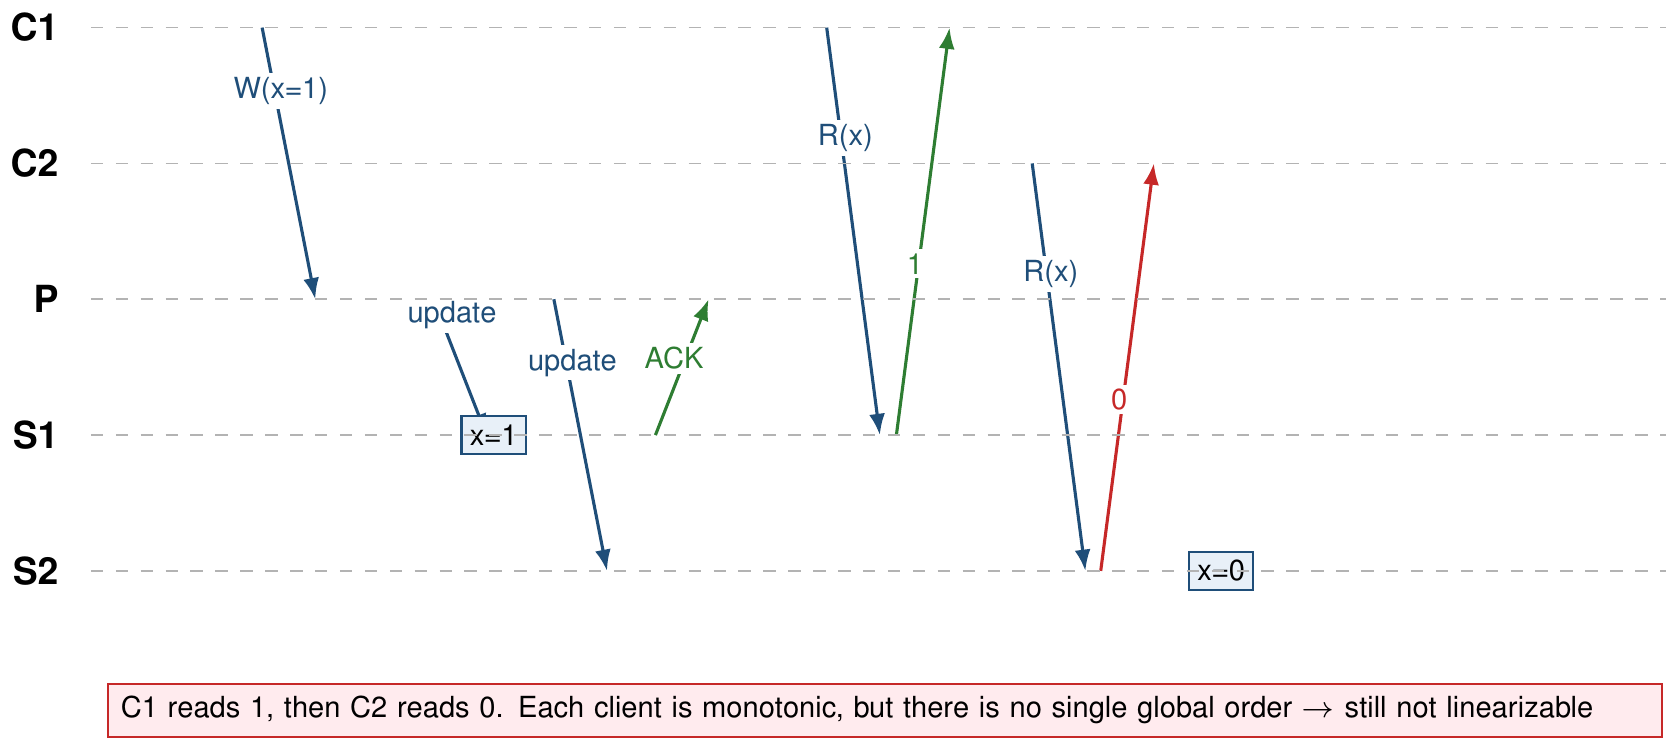 C1
W(x=1)
R(x)
C2
R(x)
1
P
update
update
ACK
0
S1
x=1
S2
x=0
C1 reads 1, then C2 reads 0. Each client is monotonic, but there is no single global order → still not linearizable